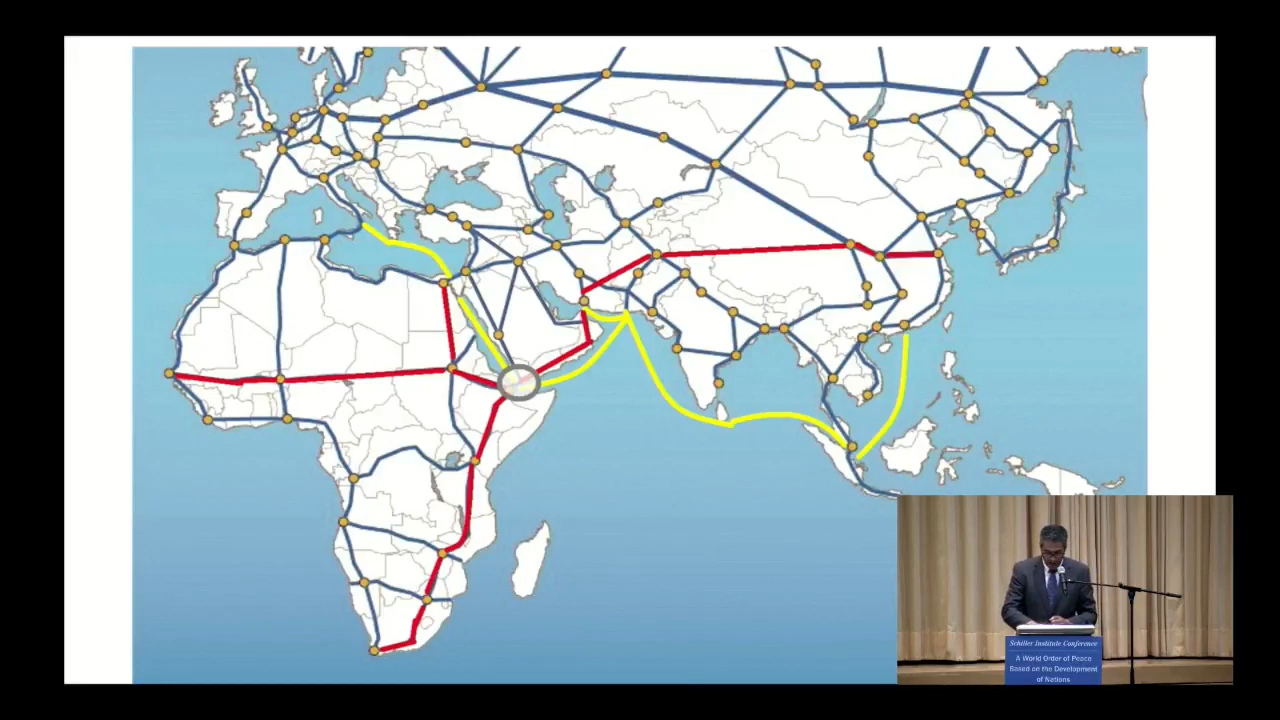 Schiller Institute Conference
A World Order of Peace
Based on the Development
of Nations